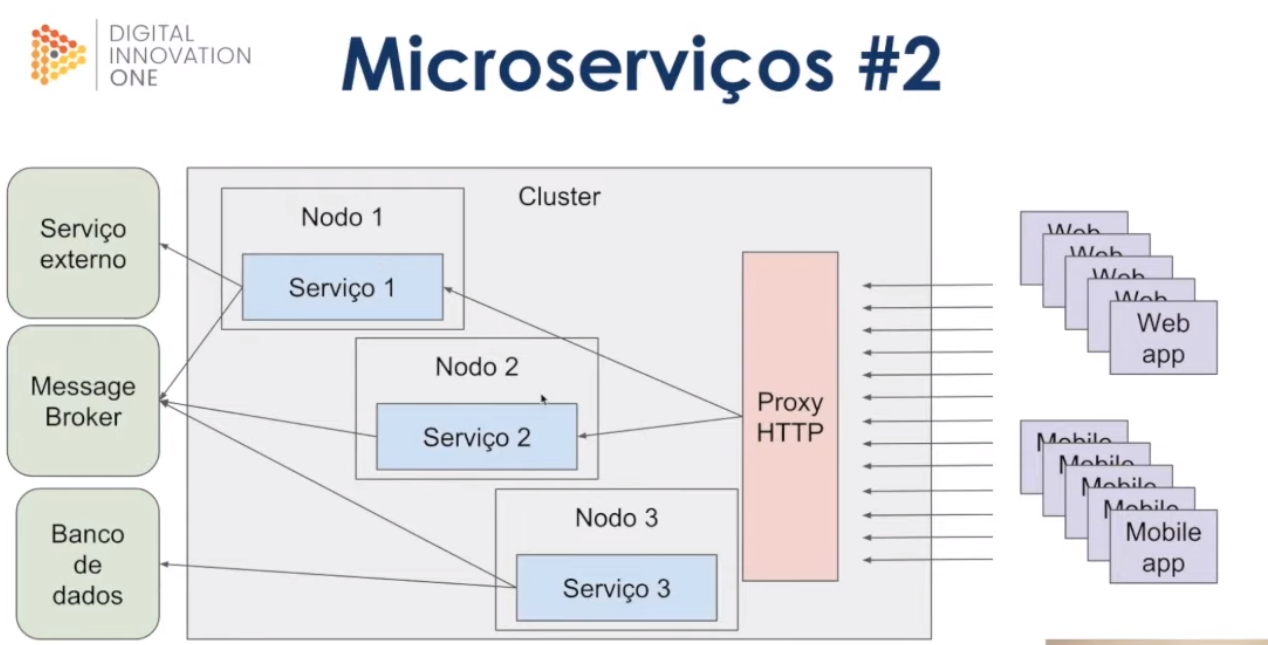 DIGITAL
INNOVATION
ONE
Microserviços #2
Serviço
externo
Message
Broker
Banco
de
dados
Cluster
Nodo 1
Serviço 1
Nodo 2
Serviço 2
Nodo 3
Serviço 3
Proxy
HTTP
Web
Web
Web
Web
Web
app
Mobile
Mobile
Mobile
Mobile
Mobile
app